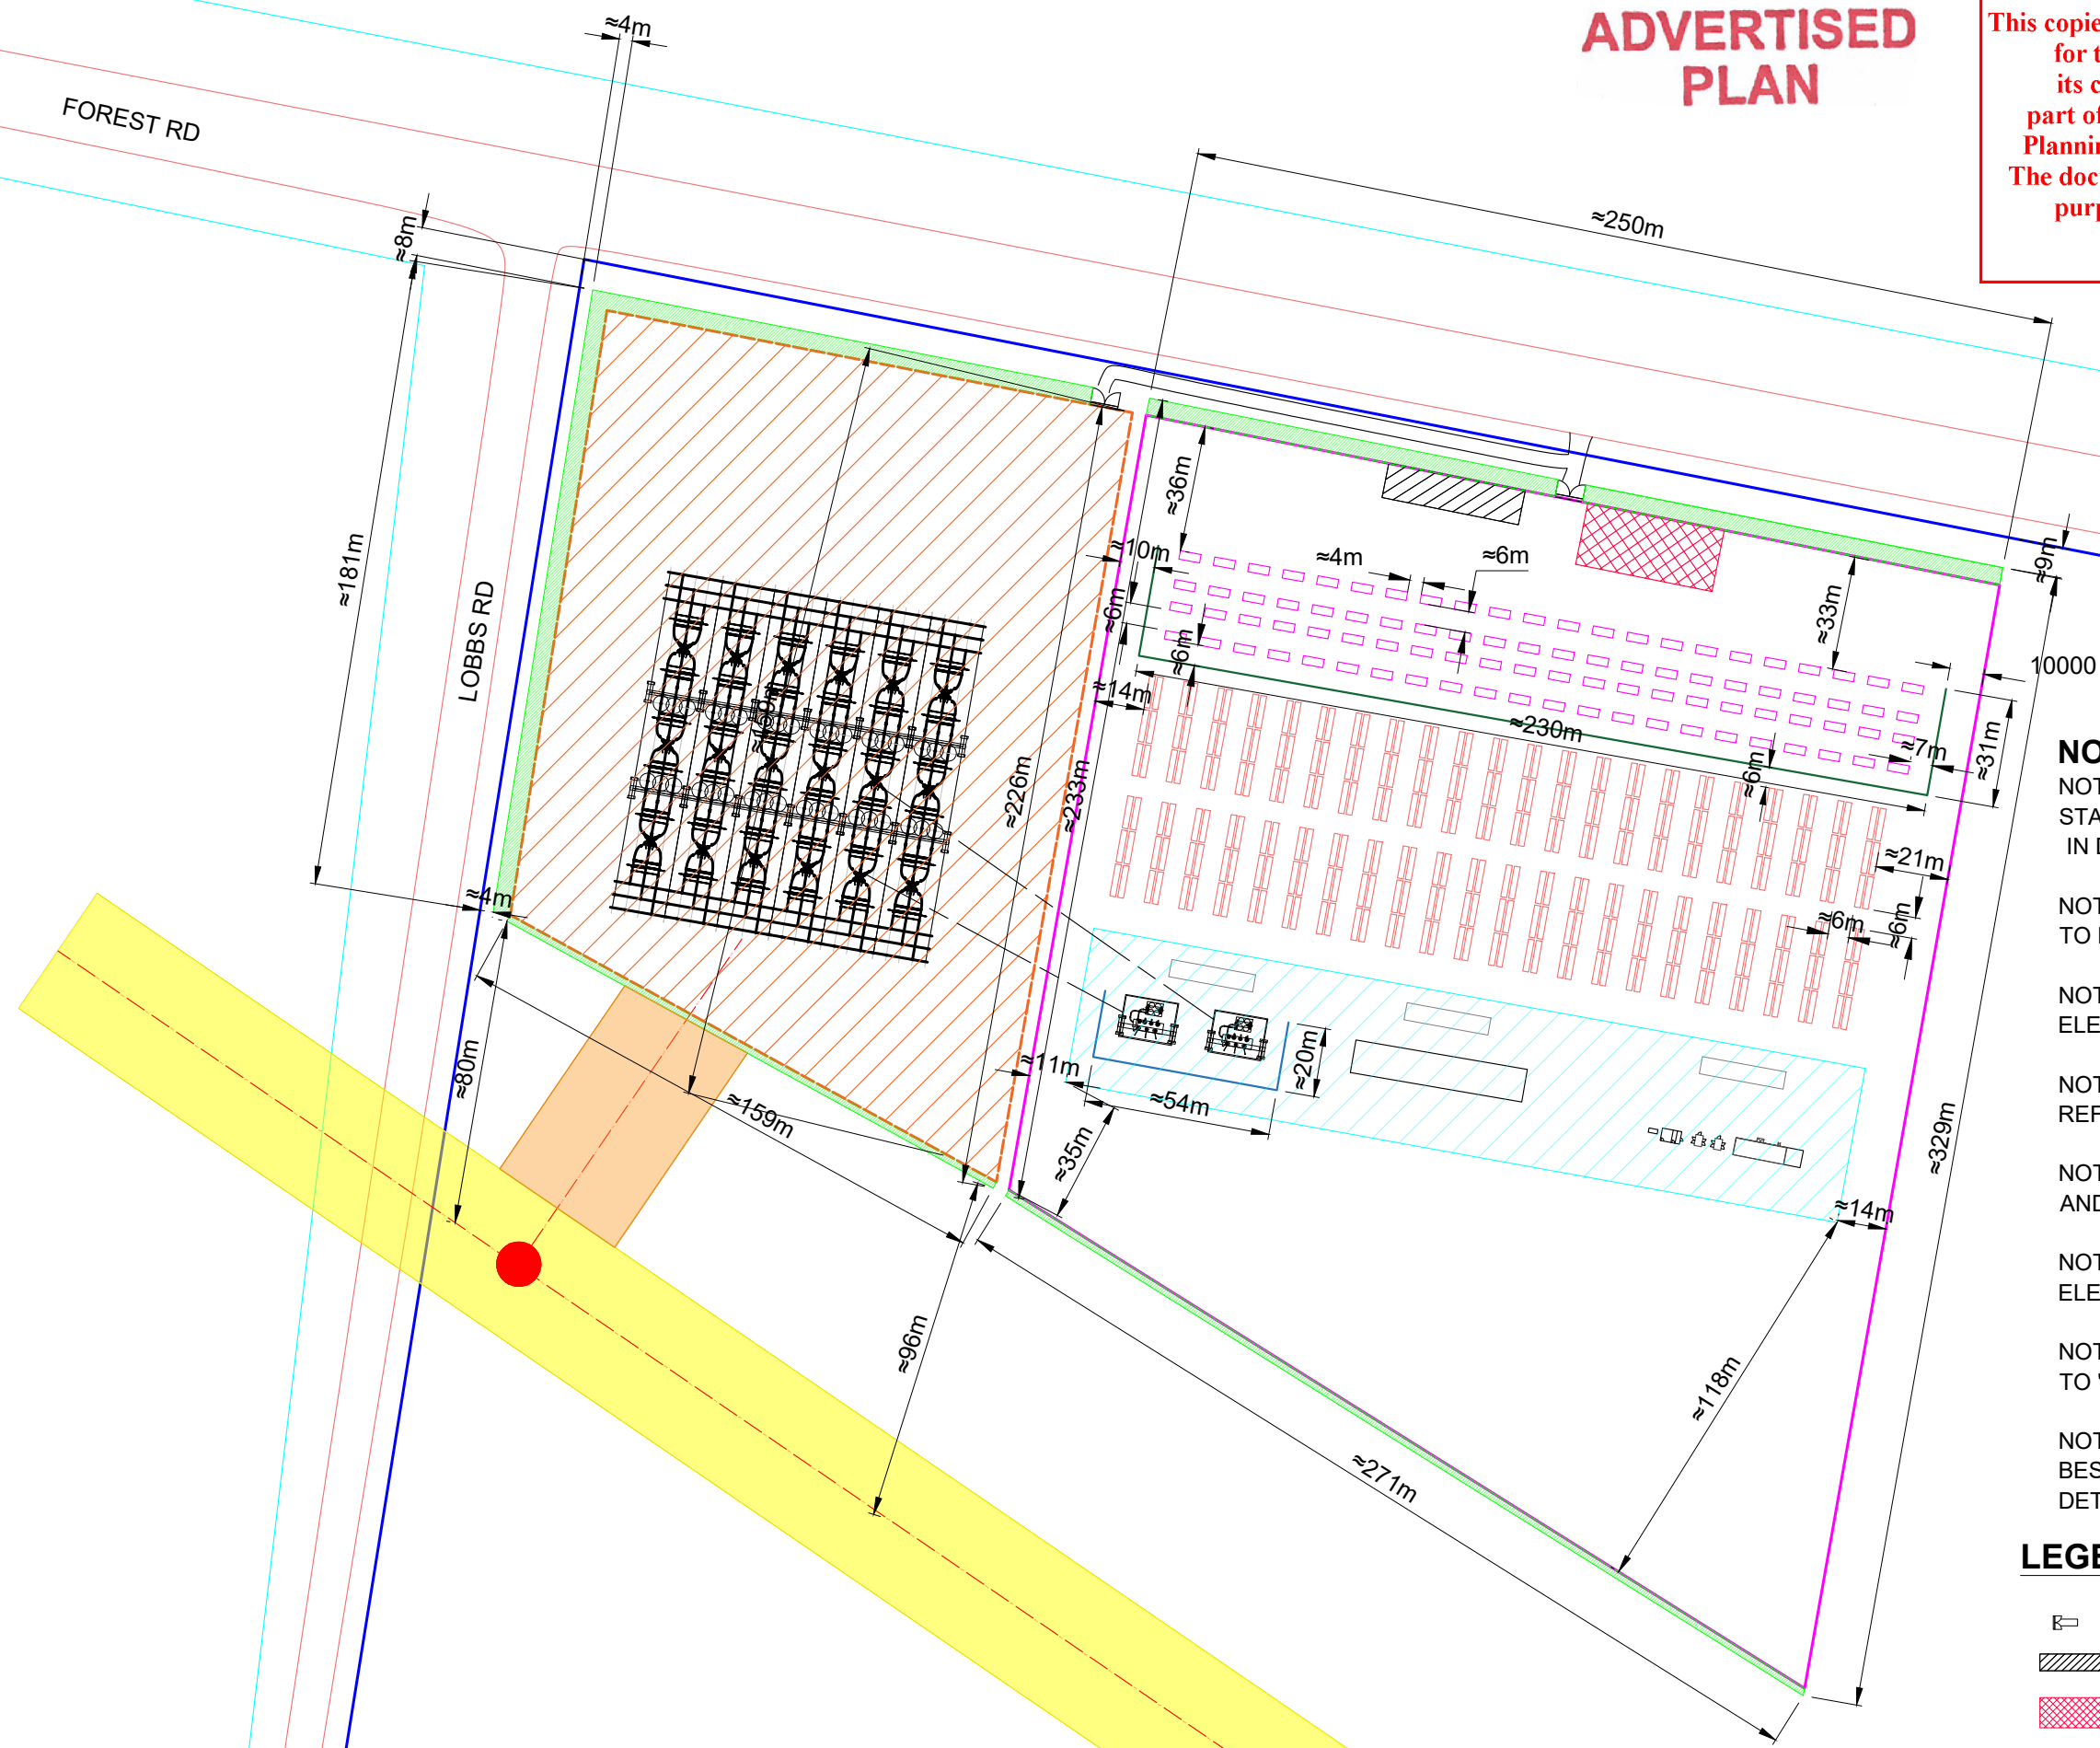 ADVERTISED
PLAN
This copie
for t
its c
part of
Plannin
The doc
purp
FOREST RD
LOBBS RD
≈4m
≈8m
≈181m
≈250m
≈36m
≈10m
≈4m
≈6m
≈9m
≈33m
≈6m
≈6m
10000
≈14m
≈230m
≈7m
≈31m
≈6m
≈226m
≈233m
≈21m
≈6m
≈6m
≈4m
≈80m
≈159m
≈11m
≈54m
≈20m
≈35m
≈14m
≈329m
≈96m
≈118m
≈271m
NO
NOT
STA
IN D
NOT
TO
NOT
ELE
NOT
REF
NOT
AND
NOT
ELE
NOT
TO
NOT
BES
DET
LEGE